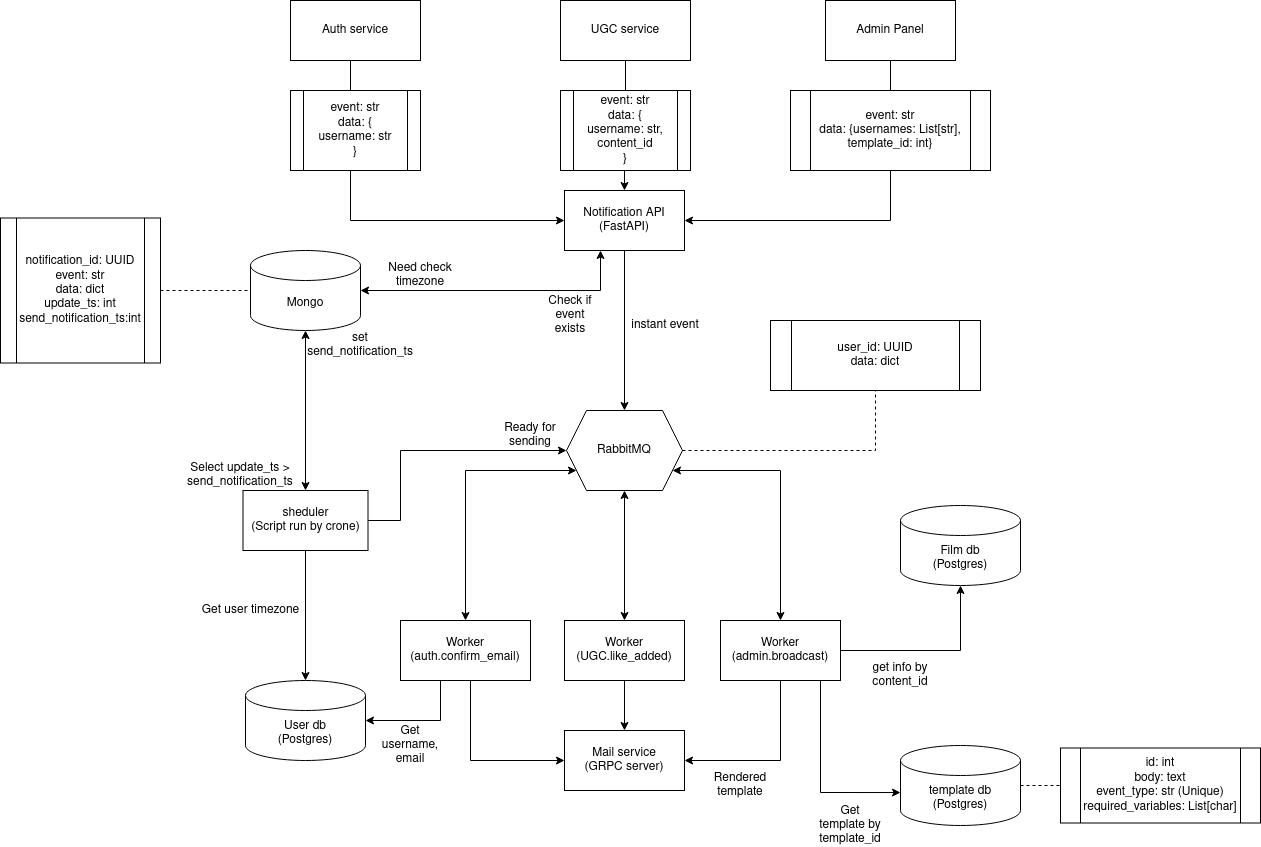 Auth service
UGC service
Admin Panel
event: str
data: {
username: str
}
event: str
data: {
username: str,
content_id
}
event: str
data: {usernames: List[str],
template_id: int}
Notification API
(FastAPI)
notification_id: UUID
event: str
data: dict
update_ts: int
send_notification_ts:int
Mongo
Need check
timezone
Check if
event
exists
instant event
set
send_notification_ts
user_id: UUID
data: dict
Ready for
sending
RabbitMQ
Select update_ts >
send_notification_ts
sheduler
(Script run by crone)
Film db
(Postgres)
Get user timezone
Worker
(auth.confirm_email)
Worker
(UGC.like_added)
Worker
(admin.broadcast)
get info by
content_id
User db
(Postgres)
Get
username,
email
Mail service
(GRPC server)
Rendered
template
Get
template by
template_id
template db
(Postgres)
id: int
body: text
event_type: str (Unique)
required_variables: List[char]